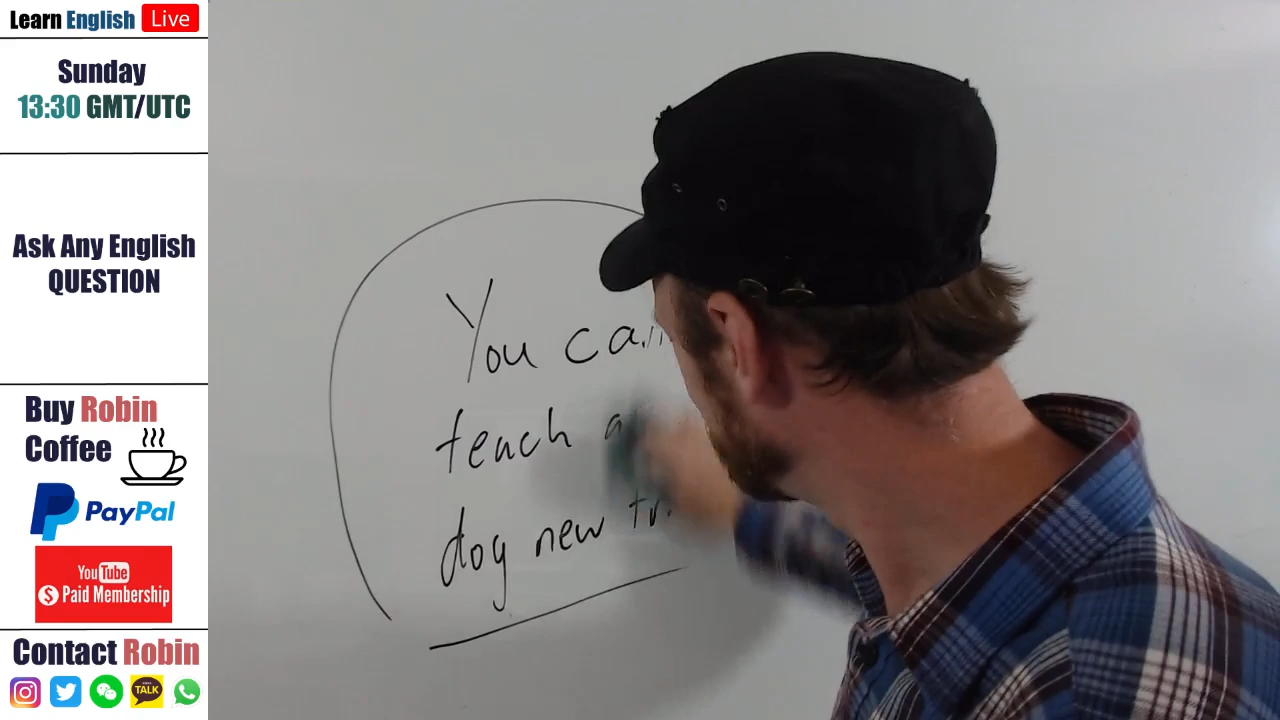 Learn English Live
Sunday
13:30 GMT/UTC
Ask Any English
QUESTION
Buy Robin
Coffee
PayPal
YouTube
Paid Membership
Contact Robin
TALK
You
teach
dog new